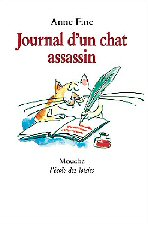 Anne Fine
Journal d'un chat
assassin
Mouche
l'école des loisirs